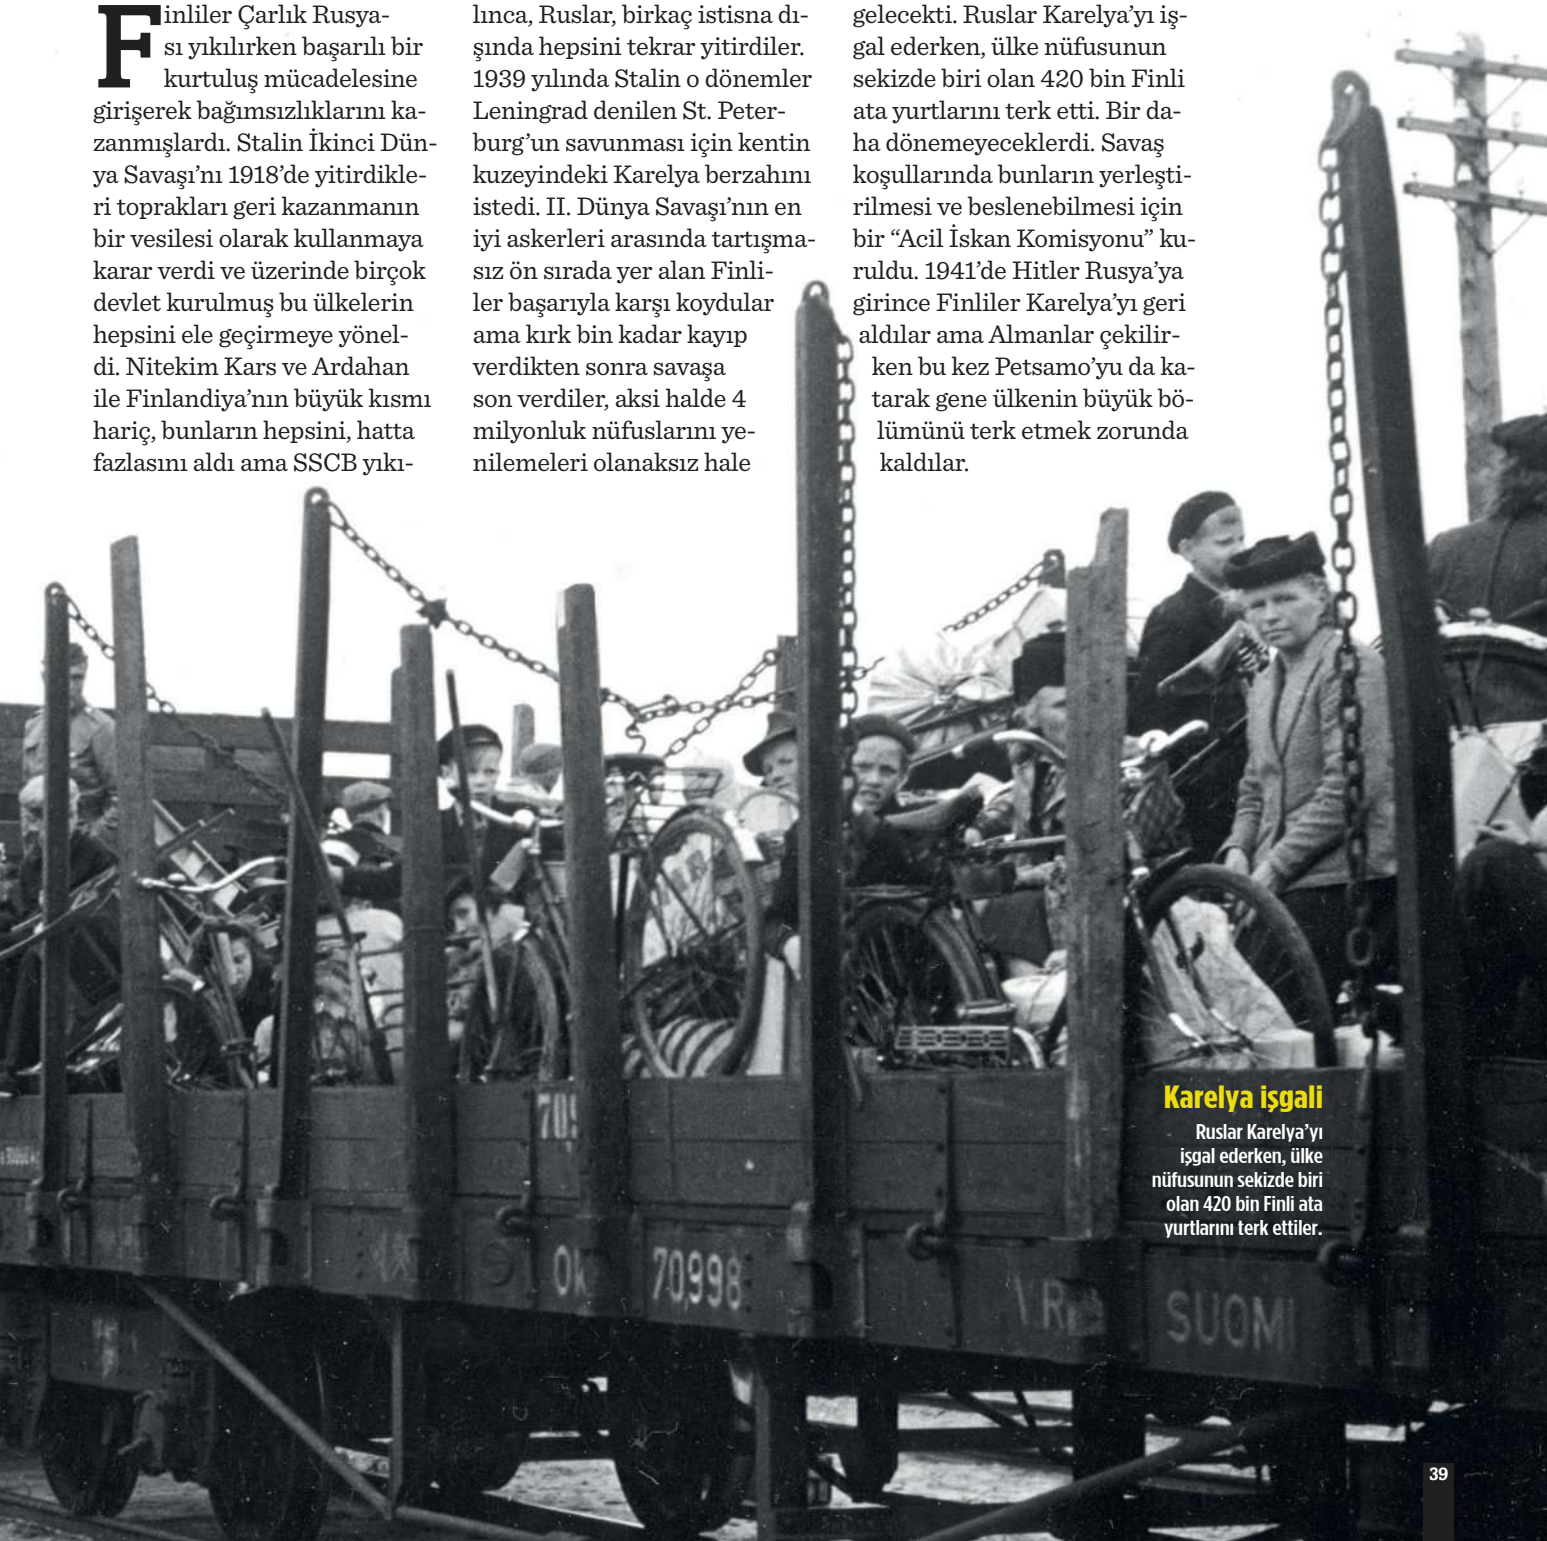 Finliler Çarlık Rusya-
sı yıkılırken başarılı bir
kurtuluş mücadelesine
girişerek bağımsızlıklarını ka-
zanmışlardı. Stalin İkinci Dün-
ya Savaşı’nı 1918’de yitirdikle-
ri toprakları geri kazanmanın
bir vesilesi olarak kullanmaya
karar verdi ve üzerinde birçok
devlet kurulmuş bu ülkelerin
hepsini ele geçirmeye yönel-
di. Nitekim Kars ve Ardahan
ile Finlandiya’nın büyük kısmı
hariç, bunların hepsini, hatta
fazlasını aldı ama SSCB yıkı-
lınca, Ruslar, birkaç istisna dı-
şında hepsini tekrar yitirdiler.
1939 yılında Stalin o dönemler
Leningrad denilen St. Peter-
burg’un savunması için kentin
kuzeyindeki Karelya berzahını
istedi. II. Dünya Savaşı’nın en
iyi askerleri arasında tartışma-
sız ön sırada yer alan Finli-
ler başarıyla karşı koydular
ama kırk bin kadar kayıp
verdikten sonra savaşa
son verdiler, aksi halde 4
milyonluk nüfuslarını ye-
nilemeleri olanaksız hale
gelecekti. Ruslar Karelya’yı iş-
gal ederken, ülke nüfusunun
sekizde biri olan 420 bin Finli
ata yurtlarını terk etti. Bir da-
ha dönemeyeceklerdi. Savaş
koşullarında bunların yerleşti-
rilmesi ve beslenebilmesi için
bir “Acil İskan Komisyonu” ku-
ruldu. 1941’de Hitler Rusya’ya
girince Finliler Karelya’yı geri
aldılar ama Almanlar çekilir-
ken bu kez Petsamo’yu da ka-
tarak gene ülkenin büyük bö-
lümünü terk etmek zorunda
kaldılar.
Karelya işgali
Ruslar Karelya’yı
işgal ederken, ülke
nüfusunun sekizde biri
olan 420 bin Finli ata
yurtlarını terk ettiler.
70,998
SUOMI
39